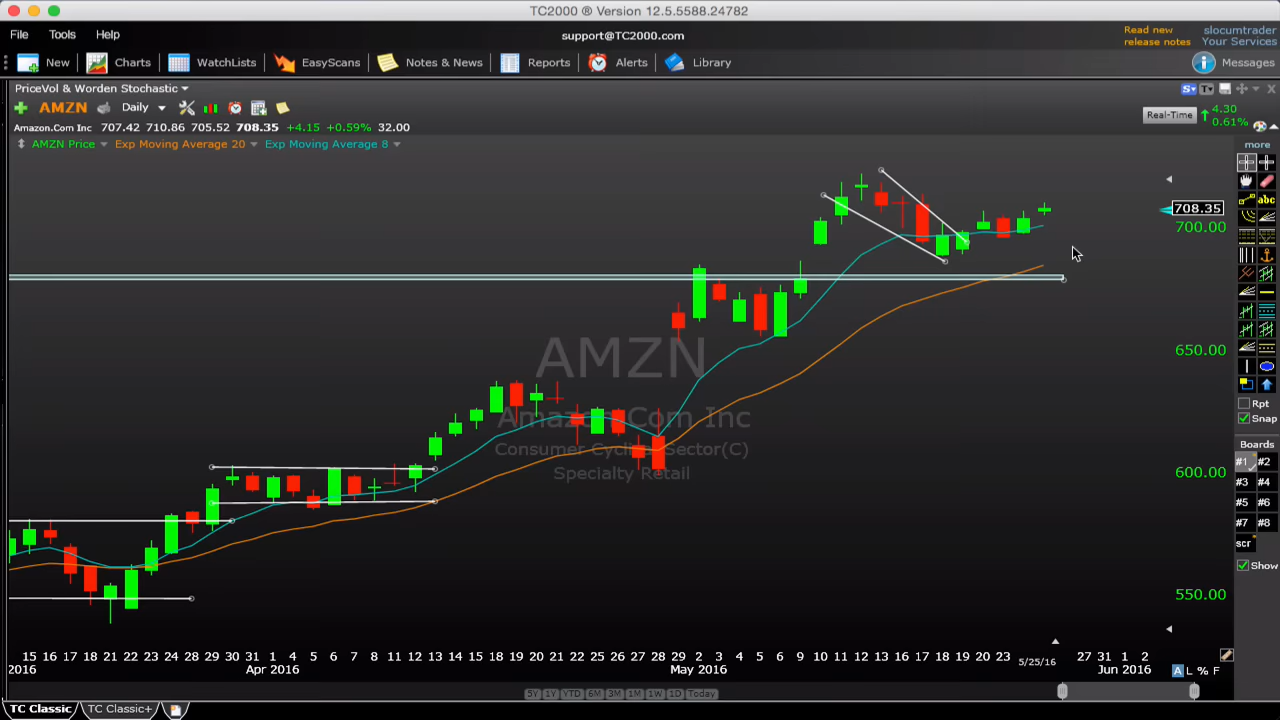 TC2000 ® Version 12.5.5588.24782
File Tools Help
support@TC2000.com
Read new release notes
slocumtrader Your Services
New Charts WatchLists EasyScans Notes & News Reports Alerts Library Messages
PriceVol & Worden Stochastic
S T
AMZN Daily
Real-Time 4.30 0.61%
Amazon.Com Inc 707.42 710.86 705.52 708.35 +4.15 +0.59% 32.00
AMZN Price Exp Moving Average 20 Exp Moving Average 8
more
abc
708.35
700.00
650.00
600.00
550.00
AMZN
Amazon.Com Inc
Consumer Cyclical Sector(C)
Specialty Retail
Rpt
Snap
Boards
#1 #2
#3 #4
#5 #6
#7 #8
scr
Show
15 16 17 18 21 22 23 24 28 29 30 31 1 4 5 6 7 8 11 12 13 14 15 18 19 20 21 22 25 26 27 28 29 2 3 4 5 6 9 10 11 12 13 16 17 18 19 20 23 5/25/16 27 31 1 2
2016 Apr 2016 May 2016 Jun 2016
A L % F
5Y 1Y YTD 6M 3M 1M 1W 1D Today
TC Classic TC Classic+